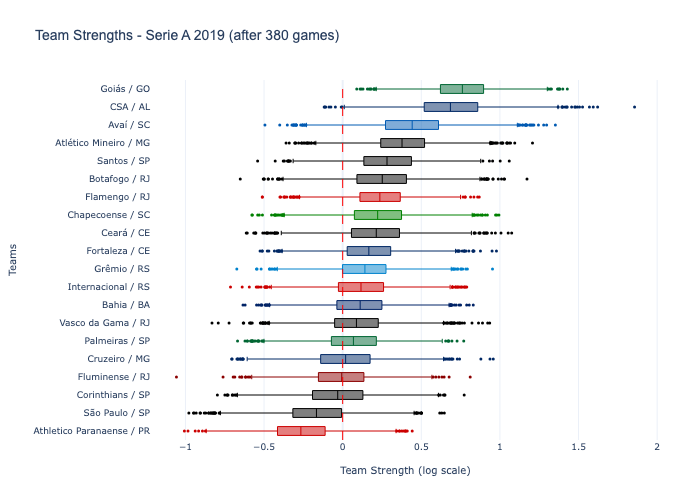 Team Strengths - Serie A 2019 (after 380 games)
Goiás / GO
CSA / AL
Avaí / SC
Atlético Mineiro / MG
Santos / SP
Botafogo / RJ
Flamengo / RJ
Chapecoense / SC
Ceará / CE
Fortaleza / CE
Grêmio / RS
Internacional / RS
Bahia / BA
Vasco da Gama / RJ
Palmeiras / SP
Cruzeiro / MG
Fluminense / RJ
Corinthians / SP
São Paulo / SP
Athletico Paranaense / PR
Teams
−1 −0.5 0 0.5 1 1.5 2
Team Strength (log scale)